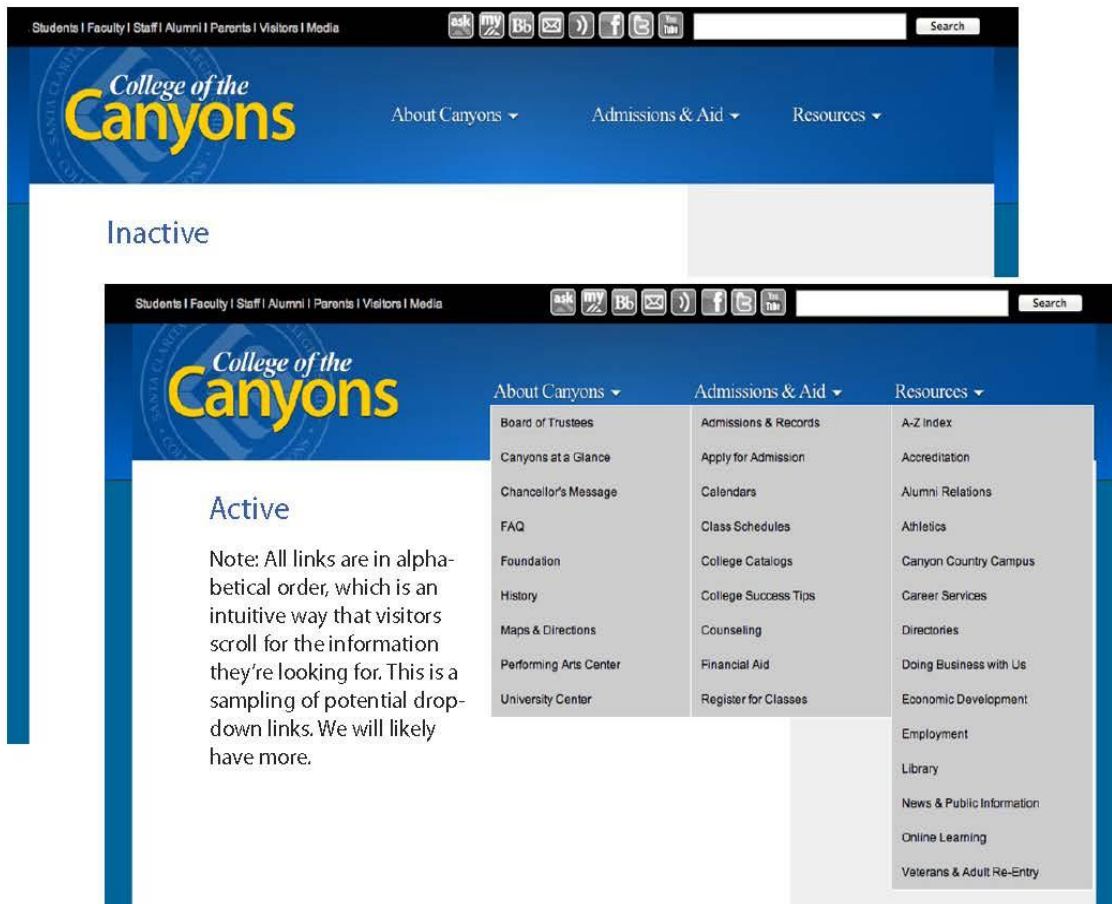 Students I Faculty I Staff I Alumni I Parents I Visitors I Media
ask my Bb You Tube Search
College of the
Canyons
About Canyons Admissions & Aid Resources
Inactive
Students I Faculty I Staff I Alumni I Parents I Visitors I Media
ask my Bb You Tube Search
College of the
Canyons
About Canyons Admissions & Aid Resources
Board of Trustees
Canyons at a Glance
Chancellor's Message
FAQ
Foundation
History
Maps & Directions
Performing Arts Center
University Center
Admissions & Records
Apply for Admission
Calendars
Class Schedules
College Catalogs
College Success Tips
Counseling
Financial Aid
Register for Classes
A-Z Index
Accreditation
Alumni Relations
Athletics
Canyon Country Campus
Career Services
Directories
Doing Business with Us
Economic Development
Employment
Library
News & Public Information
Online Learning
Veterans & Adult Re-Entry
Active
Note: All links are in alpha-
betical order, which is an
intuitive way that visitors
scroll for the information
they're looking for. This is a
sampling of potential drop-
down links. We will likely
have more.